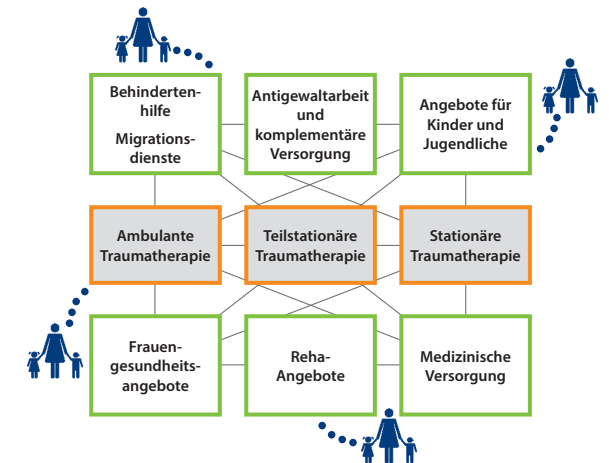 Behinderten-
hilfe
Migrations-
dienste
Antigewaltarbeit
und
komplementäre
Versorgung
Angebote für
Kinder und
Jugendliche
Ambulante
Traumatherapie
Teilstationäre
Traumatherapie
Stationäre
Traumatherapie
Frauen-
gesundheits-
angebote
Reha-
Angebote
Medizinische
Versorgung